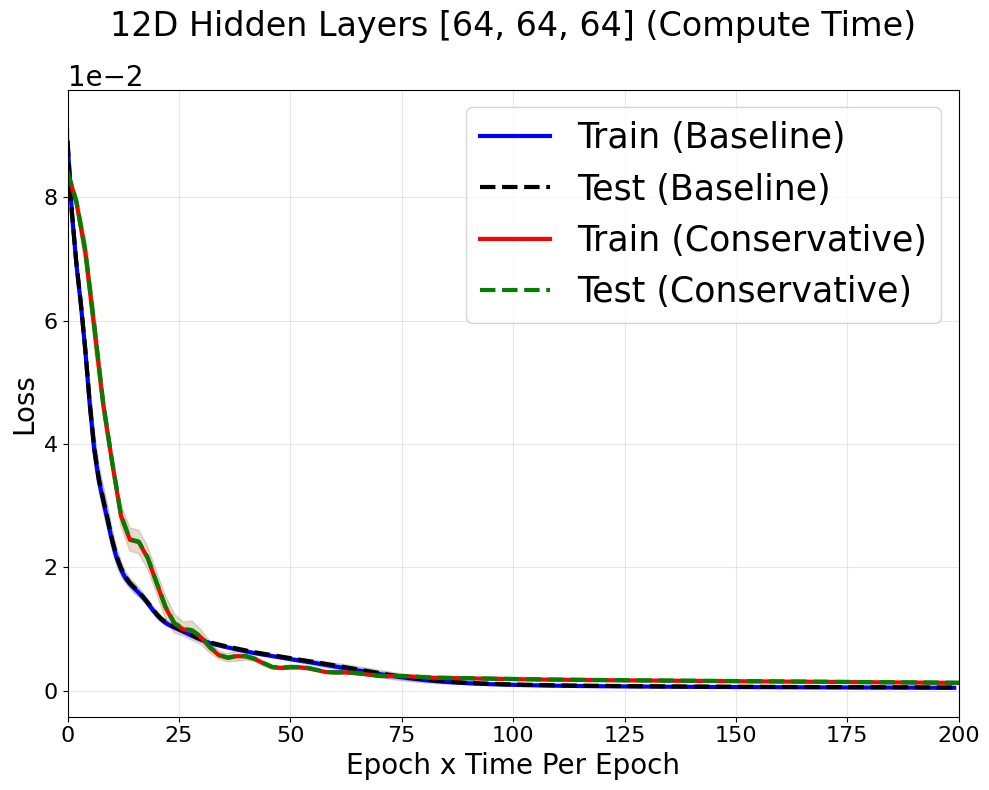 12D Hidden Layers [64, 64, 64] (Compute Time)
1e−2
Train (Baseline)
Test (Baseline)
Train (Conservative)
Test (Conservative)
8
6
4
2
0
Loss
0 25 50 75 100 125 150 175 200
Epoch x Time Per Epoch